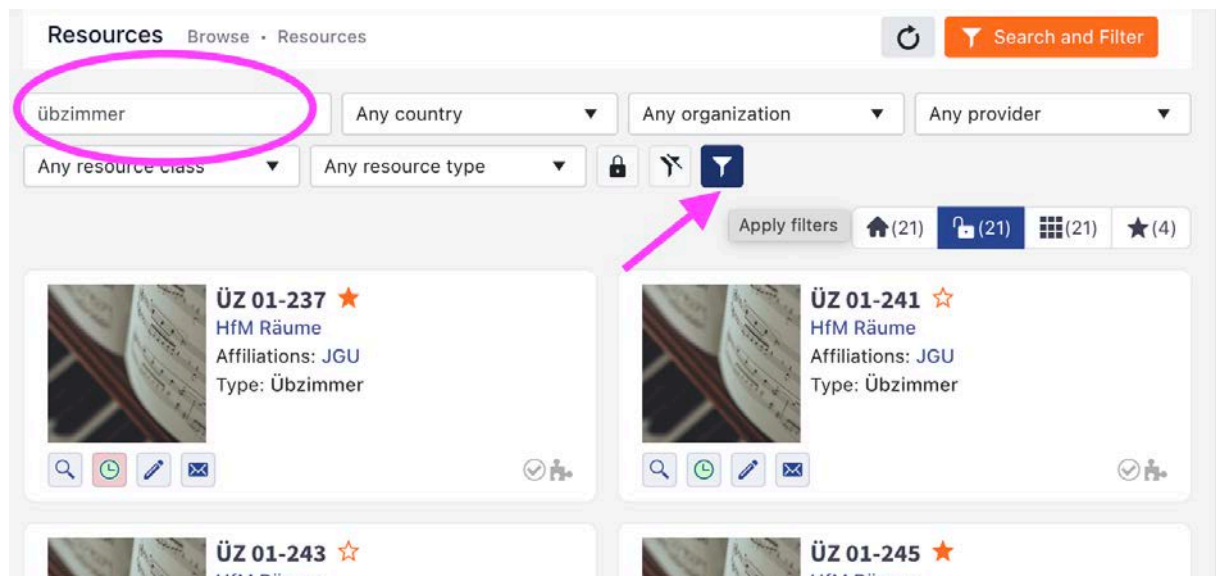 Resources Browse • Resources
Search and Filter
übzimmer
Any country
Any organization
Any provider
Any resource class
Any resource type
Apply filters
(21)
(21)
(21)
(4)
ÜZ 01-237
HfM Räume
Affiliations: JGU
Type: Übzimmer
ÜZ 01-241
HfM Räume
Affiliations: JGU
Type: Übzimmer
ÜZ 01-243
ÜZ 01-245